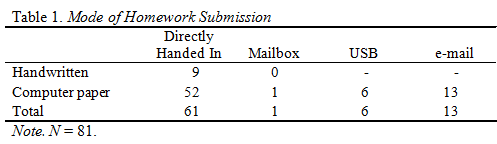 Table 1. Mode of Homework Submission
Directly
Handed In Mailbox USB e-mail
Handwritten 9 0 - -
Computer paper 52 1 6 13
Total 61 1 6 13
Note. N = 81.